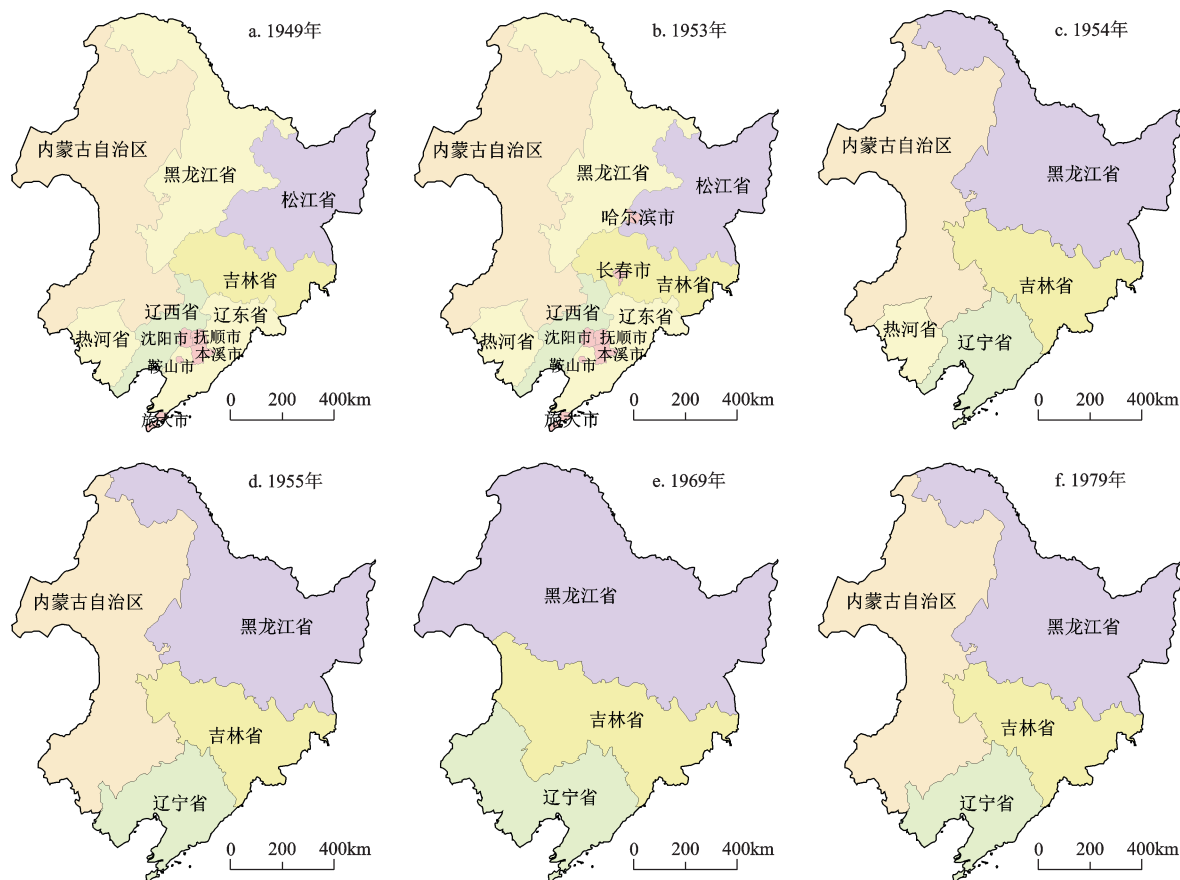 a. 1949年
内蒙古自治区
黑龙江省
松江省
吉林省
辽西省
辽东省
热河省
沈阳市
抚顺市
本溪市
鞍山市
旅大市
0 200 400km
b. 1953年
内蒙古自治区
黑龙江省
松江省
哈尔滨市
长春市
吉林省
辽西省
辽东省
热河省
沈阳市
抚顺市
本溪市
鞍山市
旅大市
0 200 400km
c. 1954年
内蒙古自治区
黑龙江省
吉林省
热河省
辽宁省
0 200 400km
d. 1955年
内蒙古自治区
黑龙江省
吉林省
辽宁省
0 200 400km
e. 1969年
黑龙江省
吉林省
辽宁省
0 200 400km
f. 1979年
内蒙古自治区
黑龙江省
吉林省
辽宁省
0 200 400km